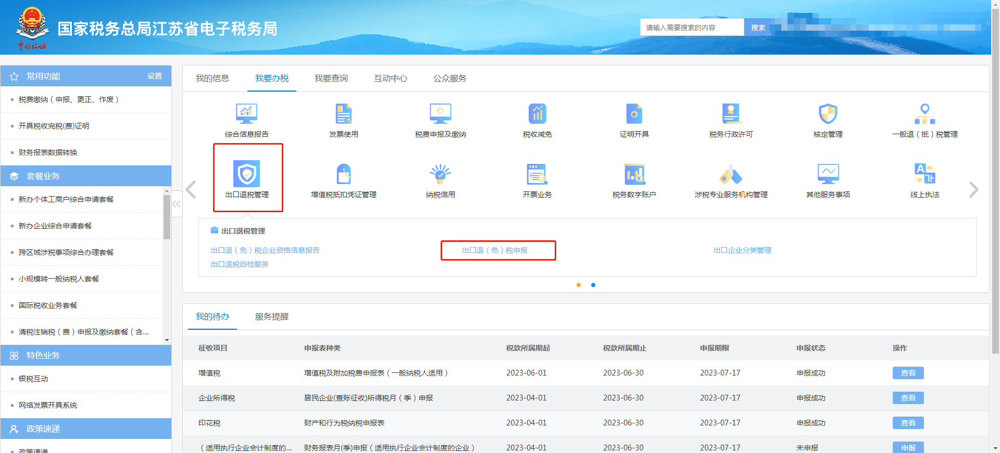 国家税务总局江苏省电子税务局
中国税务
请输入需要搜索的内容
搜索
常用功能 设置
税费缴纳（申报、更正、作废）
开具税收完税(费)证明
财务报表数据转换
套餐业务
新办个体工商户综合申请套餐
新办企业综合申请套餐
跨区域涉税事项综合办理套餐
小规模转一般纳税人套餐
国际税收业务套餐
清税注销税（费）申报及缴纳套餐（含...
特色业务
银税互动
网络发票开具系统
政策速递
政策速递
我的信息 我要办税 我要查询 互动中心 公众服务
综合信息报告 发票使用 税费申报及缴纳 税收减免 证明开具 税务行政许可 核定管理 一般退（抵）税管理
出口退税管理 增值税抵扣凭证管理 纳税信用 开票业务 税务数字账户 涉税专业服务机构管理 其他服务事项 线上执法
出口退税管理
出口退（免）税企业资格信息报告 出口退（免）税申报 出口企业分类管理
出口退税自检服务
我的待办 服务提醒
征收项目 申报表种类 税款所属期起 税款所属期止 申报期限 申报状态 操作
增值税 增值税及附加税费申报表（一般纳税人适用） 2023-06-01 2023-06-30 2023-07-17 申报成功 查看
企业所得税 居民企业(查账征收)所得税月（季）申报 2023-04-01 2023-06-30 2023-07-17 申报成功 查看
印花税 财产和行为税纳税申报表 2023-04-01 2023-06-30 2023-07-17 申报成功 查看
（适用执行企业会计制度的... 财务报表月(季)申报（适用执行企业会计制度的企业） 2023-04-01 2023-06-30 2023-07-17 未申报 申报